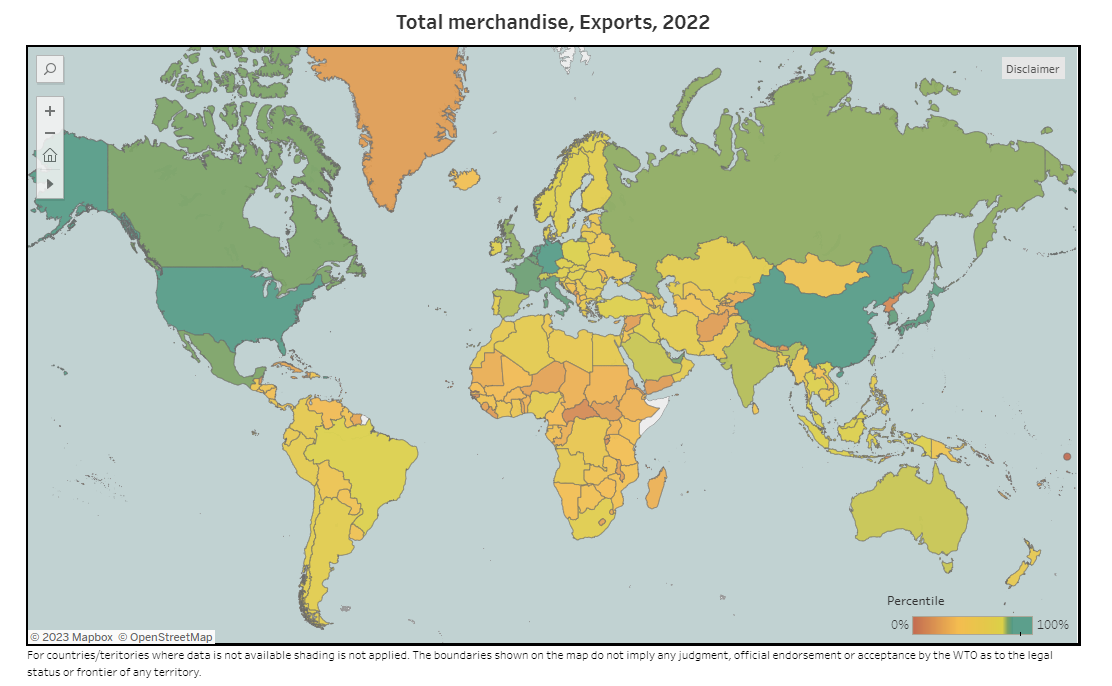 Total merchandise, Exports, 2022
Disclaimer
Percentile
0%
100%
© 2023 Mapbox © OpenStreetMap
For countries/teritories where data is not available shading is not applied. The boundaries shown on the map do not imply any judgment, official endorsement or acceptance by the WTO as to the legal
status or frontier of any territory.